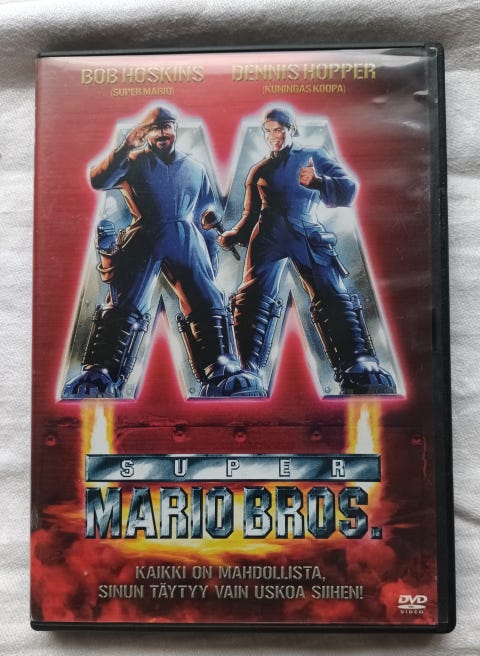 BOB HOSKINS DENNIS HOPPER
(SUPER MARIO) (KUNINGAS KOOPA)
SUPER
MARIO BROS.
KAIKKI ON MAHDOLLISTA,
SINUN TÄYTYY VAIN USKOA SIIHEN!
DVD
VIDEO